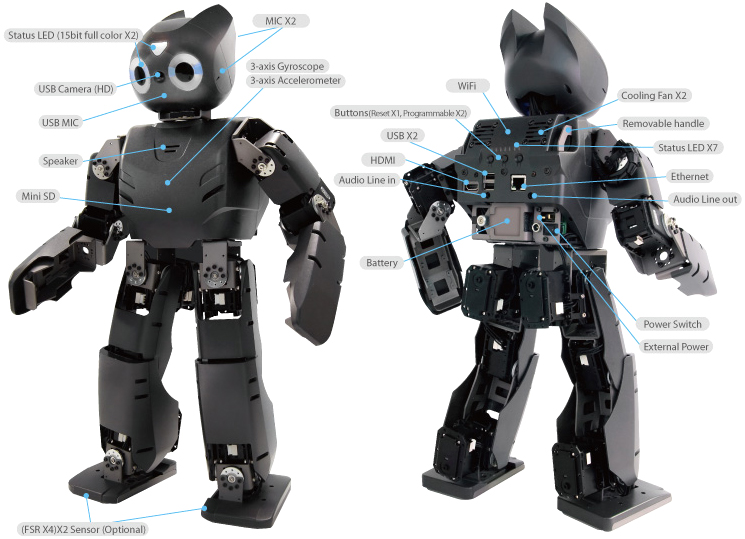 MIC X2
Status LED (15bit full color X2)
3-axis Gyroscope
3-axis Accelerometer
USB Camera (HD)
USB MIC
Speaker
Mini SD
(FSR X4)X2 Sensor (Optional)
WiFi
Cooling Fan X2
Buttons(Reset X1, Programmable X2)
Removable handle
USB X2
Status LED X7
HDMI
Ethernet
Audio Line in
Audio Line out
Battery
Power Switch
External Power